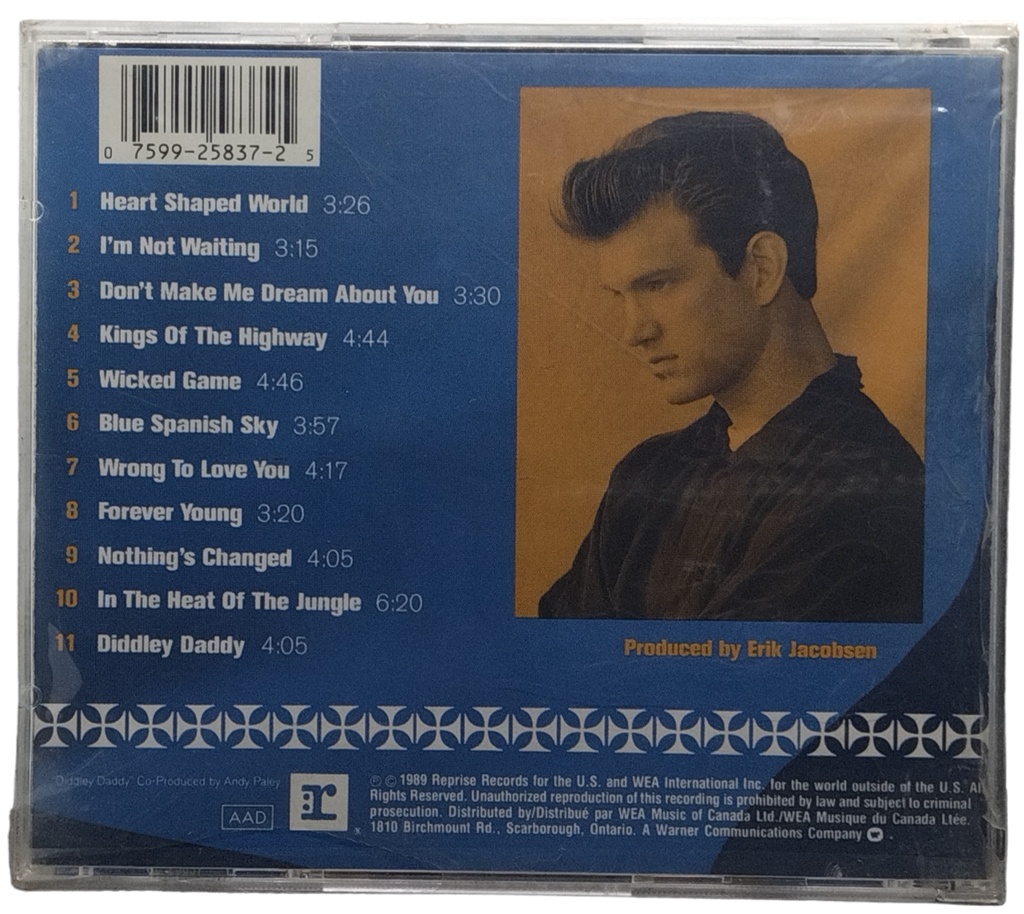 0 7599-25837-2 5
1 Heart Shaped World 3:26
2 I'm Not Waiting 3:15
3 Don't Make Me Dream About You 3:30
4 Kings Of The Highway 4:44
5 Wicked Game 4:46
6 Blue Spanish Sky 3:57
7 Wrong To Love You 4:17
8 Forever Young 3:20
9 Nothing's Changed 4:05
10 In The Heat Of The Jungle 6:20
11 Diddley Daddy 4:05
Produced by Erik Jacobsen
"Diddley Daddy" Co-Produced by Andy Paley
AAD
r
℗ © 1989 Reprise Records for the U.S. and WEA International Inc. for the world outside of the U.S. Al
Rights Reserved. Unauthorized reproduction of this recording is prohibited by law and subject to criminal
prosecution. Distributed by/Distribué par WEA Music of Canada Ltd./WEA Musique du Canada Ltée.
1810 Birchmount Rd., Scarborough, Ontario. A Warner Communications Company .